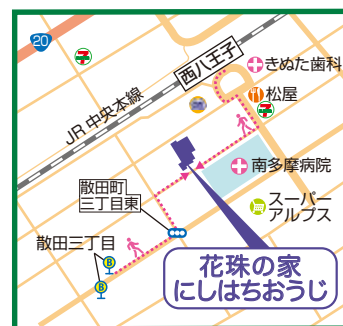 20
西八王子
きぬた歯科
松屋
JR中央本線
南多摩病院
散田町
三丁目東
スーパー
アルプス
散田三丁目
B
B
花珠の家
にしはちおうじ